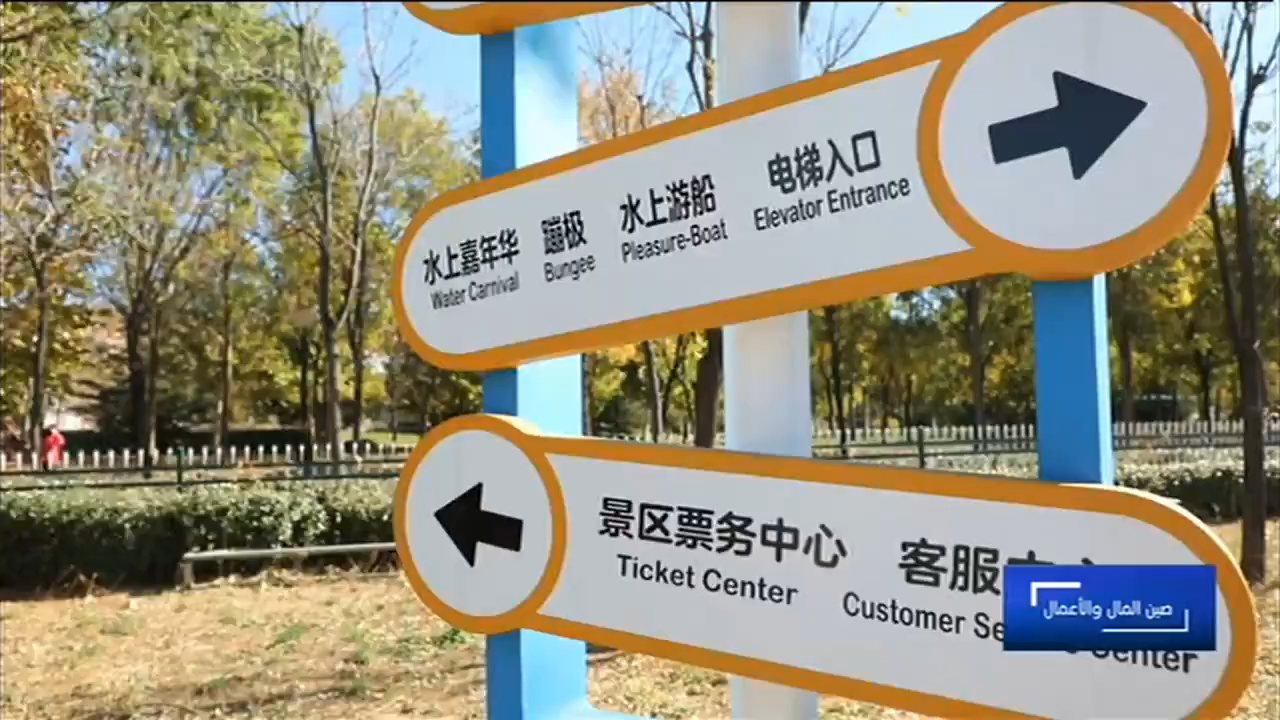 水上嘉年华 蹦极 水上游船 电梯入口
Water Carnival Bungee Pleasure-Boat Elevator Entrance
景区票务中心 客服中心
Ticket Center Customer Se Center
صين المال والأعمال